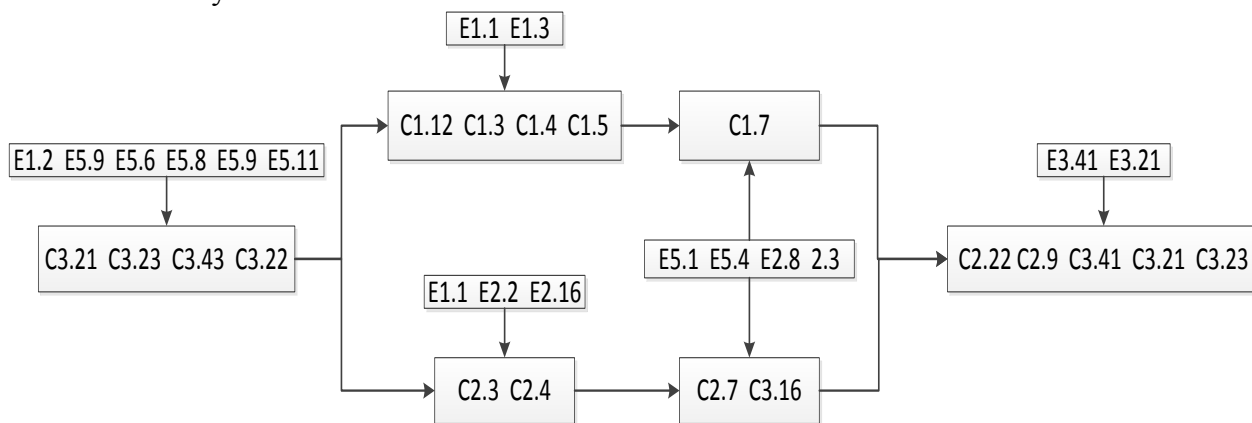 E1.1 E1.3
C1.12 C1.3 C1.4 C1.5
C1.7
E1.2 E5.9 E5.6 E5.8 E5.9 E5.11
E3.41 E3.21
C3.21 C3.23 C3.43 C3.22
E5.1 E5.4 E2.8 2.3
C2.22 C2.9 C3.41 C3.21 C3.23
E1.1 E2.2 E2.16
C2.3 C2.4
C2.7 C3.16